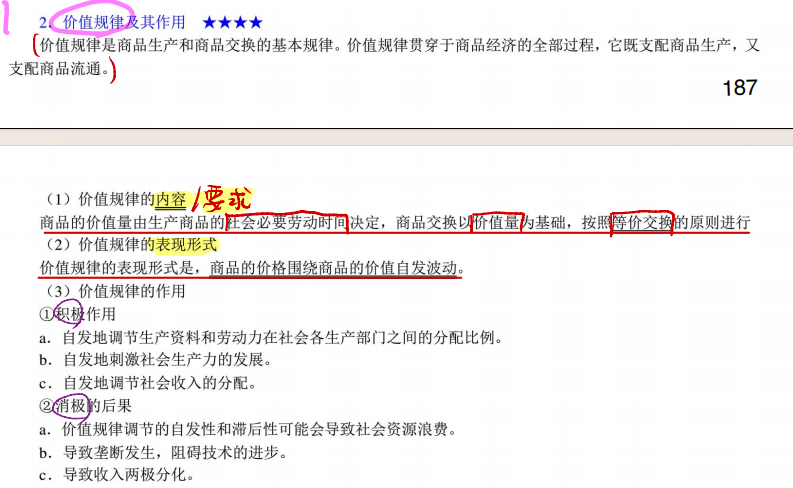 2. 价值规律及其作用 ★★★★
价值规律是商品生产和商品交换的基本规律。价值规律贯穿于商品经济的全部过程，它既支配商品生产，又
支配商品流通。
187
（1）价值规律的内容/要求
商品的价值量由生产商品的社会必要劳动时间决定，商品交换以价值量为基础，按照等价交换的原则进行
（2）价值规律的表现形式
价值规律的表现形式是，商品的价格围绕商品的价值自发波动。
（3）价值规律的作用
①积极作用
a．自发地调节生产资料和劳动力在社会各生产部门之间的分配比例。
b．自发地刺激社会生产力的发展。
c．自发地调节社会收入的分配。
②消极的后果
a．价值规律调节的自发性和滞后性可能会导致社会资源浪费。
b．导致垄断发生，阻碍技术的进步。
c．导致收入两极分化。